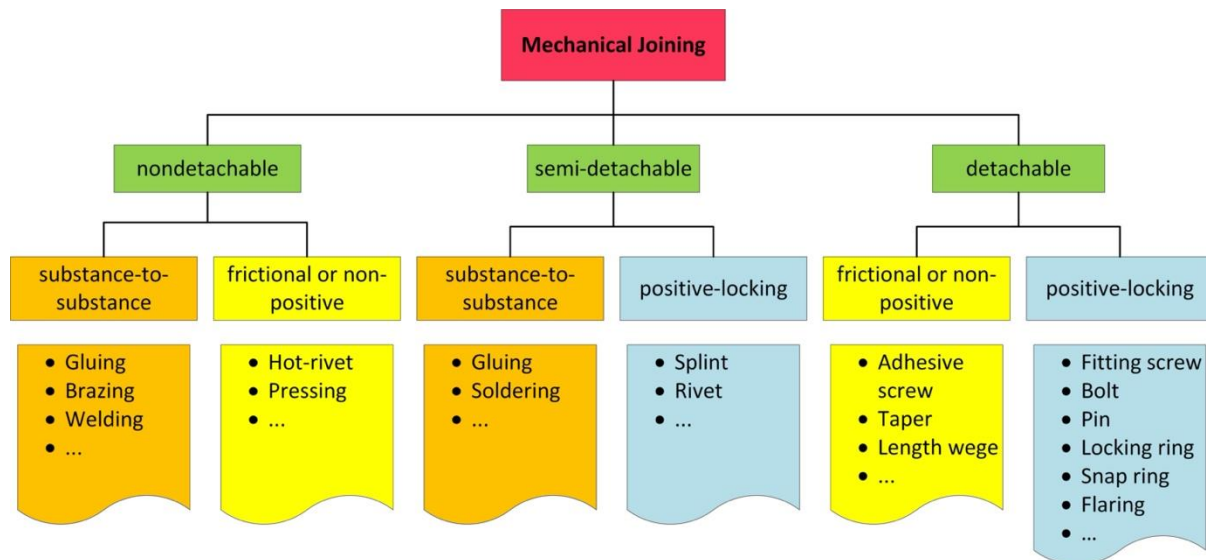 Mechanical Joining
nondetachable
semi-detachable
detachable
substance-to-
substance
frictional or non-
positive
substance-to-
substance
positive-locking
frictional or non-
positive
positive-locking
• Gluing
• Brazing
• Welding
• ...
• Hot-rivet
• Pressing
• ...
• Gluing
• Soldering
• ...
• Splint
• Rivet
• ...
• Adhesive
screw
• Taper
• Length wege
• ...
• Fitting screw
• Bolt
• Pin
• Locking ring
• Snap ring
• Flaring
• ...